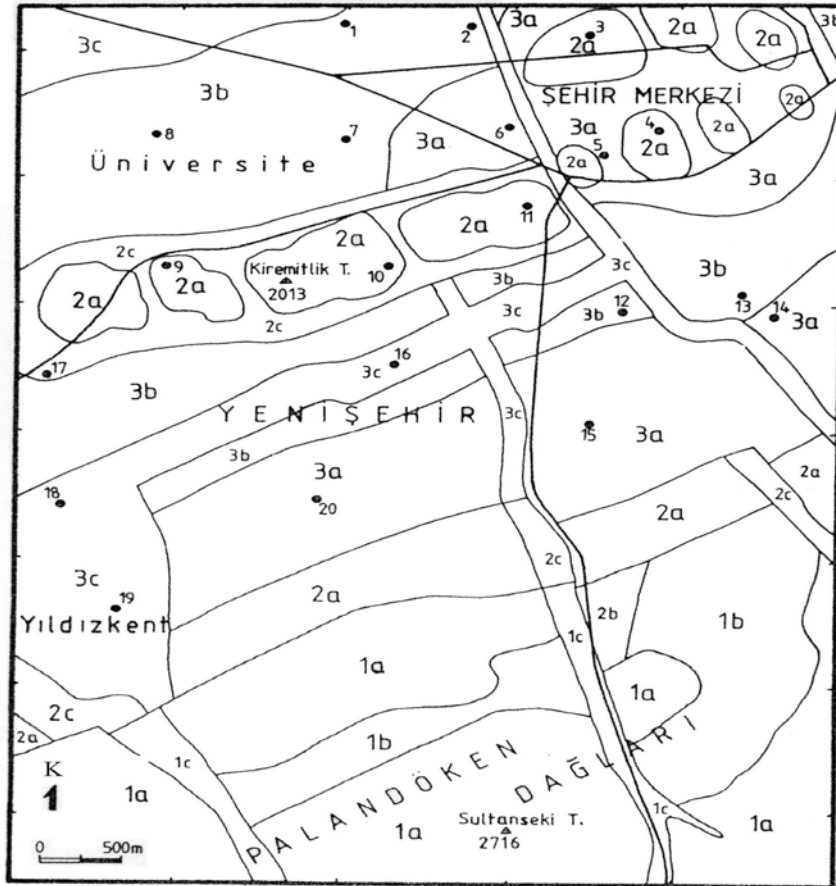 3c
1
2
3a
3
2a
2a
2a
3b
3b
ŞEHİR MERKEZİ
2a
8
7
6
3a
3a
5
4
2a
2a
2a
Üniversite
3a
2c
2a
11
2a
9
2a
Kiremitlik T.
2013
10
2a
3b
3c
3b
2c
3c
3b
12
13
14
3a
17
3b
16
3c
YENİŞEHİR
3c
15
3a
3b
3a
20
18
2a
2c
2a
3c
19
Yıldızkent
2a
2c
2b
1b
1c
1a
1a
2c
2a
1c
1b
K
1
1a
PALANDÖKEN
DAĞLARI
1a
Sultanseki T.
2716
1c
1a
0 500m